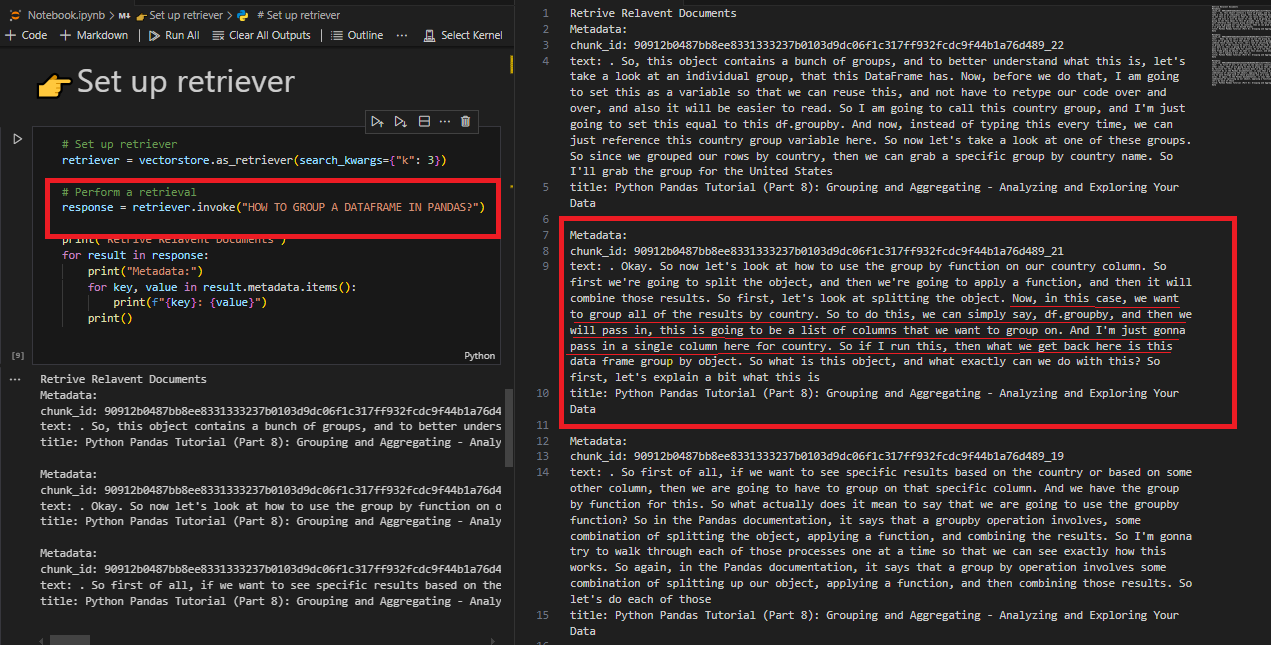 Notebook.ipynb > M↓ 👉 Set up retriever > # Set up retriever
+ Code + Markdown | Run All Clear All Outputs | Outline ... Select Kernel
👉 Set up retriever
# Set up retriever
retriever = vectorstore.as_retriever(search_kwargs={"k": 3})
# Perform a retrieval
response = retriever.invoke("HOW TO GROUP A DATAFRAME IN PANDAS?")
print("Retrive Relavent Documents")
for result in response:
print("Metadata:")
for key, value in result.metadata.items():
print(f"{key}: {value}")
print()
[9]
Python
...
Retrive Relavent Documents
Metadata:
chunk_id: 90912b0487bb8ee8331333237b0103d9dc06f1c317ff932fcdc9f44b1a76d4
text: . So, this object contains a bunch of groups, and to better unders
title: Python Pandas Tutorial (Part 8): Grouping and Aggregating - Analy
Metadata:
chunk_id: 90912b0487bb8ee8331333237b0103d9dc06f1c317ff932fcdc9f44b1a76d4
text: . Okay. So now let's look at how to use the group by function on o
title: Python Pandas Tutorial (Part 8): Grouping and Aggregating - Analy
Metadata:
chunk_id: 90912b0487bb8ee8331333237b0103d9dc06f1c317ff932fcdc9f44b1a76d4
text: . So first of all, if we want to see specific results based on the
title: Python Pandas Tutorial (Part 8): Grouping and Aggregating - Analy
1 Retrive Relavent Documents
2 Metadata:
3 chunk_id: 90912b0487bb8ee8331333237b0103d9dc06f1c317ff932fcdc9f44b1a76d489_22
4 text: . So, this object contains a bunch of groups, and to better understand what this is, let's
take a look at an individual group, that this DataFrame has. Now, before we do that, I am going
to set this as a variable so that we can reuse this, and not have to retype our code over and
over, and also it will be easier to read. So I am going to call this country group, and I'm just
going to set this equal to this df.groupby. And now, instead of typing this every time, we can
just reference this country group variable here. So now let's take a look at one of these groups.
So since we grouped our rows by country, then we can grab a specific group by country name. So
I'll grab the group for the United States
5 title: Python Pandas Tutorial (Part 8): Grouping and Aggregating - Analyzing and Exploring Your
Data
6
7 Metadata:
8 chunk_id: 90912b0487bb8ee8331333237b0103d9dc06f1c317ff932fcdc9f44b1a76d489_21
9 text: . Okay. So now let's look at how to use the group by function on our country column. So
first we're going to split the object, and then we're going to apply a function, and then it will
combine those results. So first, let's look at splitting the object. Now, in this case, we want
to group all of the results by country. So to do this, we can simply say, df.groupby, and then we
will pass in, this is going to be a list of columns that we want to group on. And I'm just gonna
pass in a single column here for country. So if I run this, then what we get back here is this
data frame group by object. So what is this object, and what exactly can we do with this? So
first, let's explain a bit what this is
10 title: Python Pandas Tutorial (Part 8): Grouping and Aggregating - Analyzing and Exploring Your
Data
11
12 Metadata:
13 chunk_id: 90912b0487bb8ee8331333237b0103d9dc06f1c317ff932fcdc9f44b1a76d489_19
14 text: . So first of all, if we want to see specific results based on the country or based on some
other column, then we are going to have to group on that specific column. And we have the group
by function for this. So what actually does it mean to say that we are going to use the groupby
function? So in the Pandas documentation, it says that a groupby operation involves, some
combination of splitting the object, applying a function, and combining the results. So I'm gonna
try to walk through each of those processes one at a time so that we can see exactly how this
works. So again, in the Pandas documentation, it says that a group by operation involves some
combination of splitting up our object, applying a function, and then combining those results. So
let's do each of those
15 title: Python Pandas Tutorial (Part 8): Grouping and Aggregating - Analyzing and Exploring Your
Data